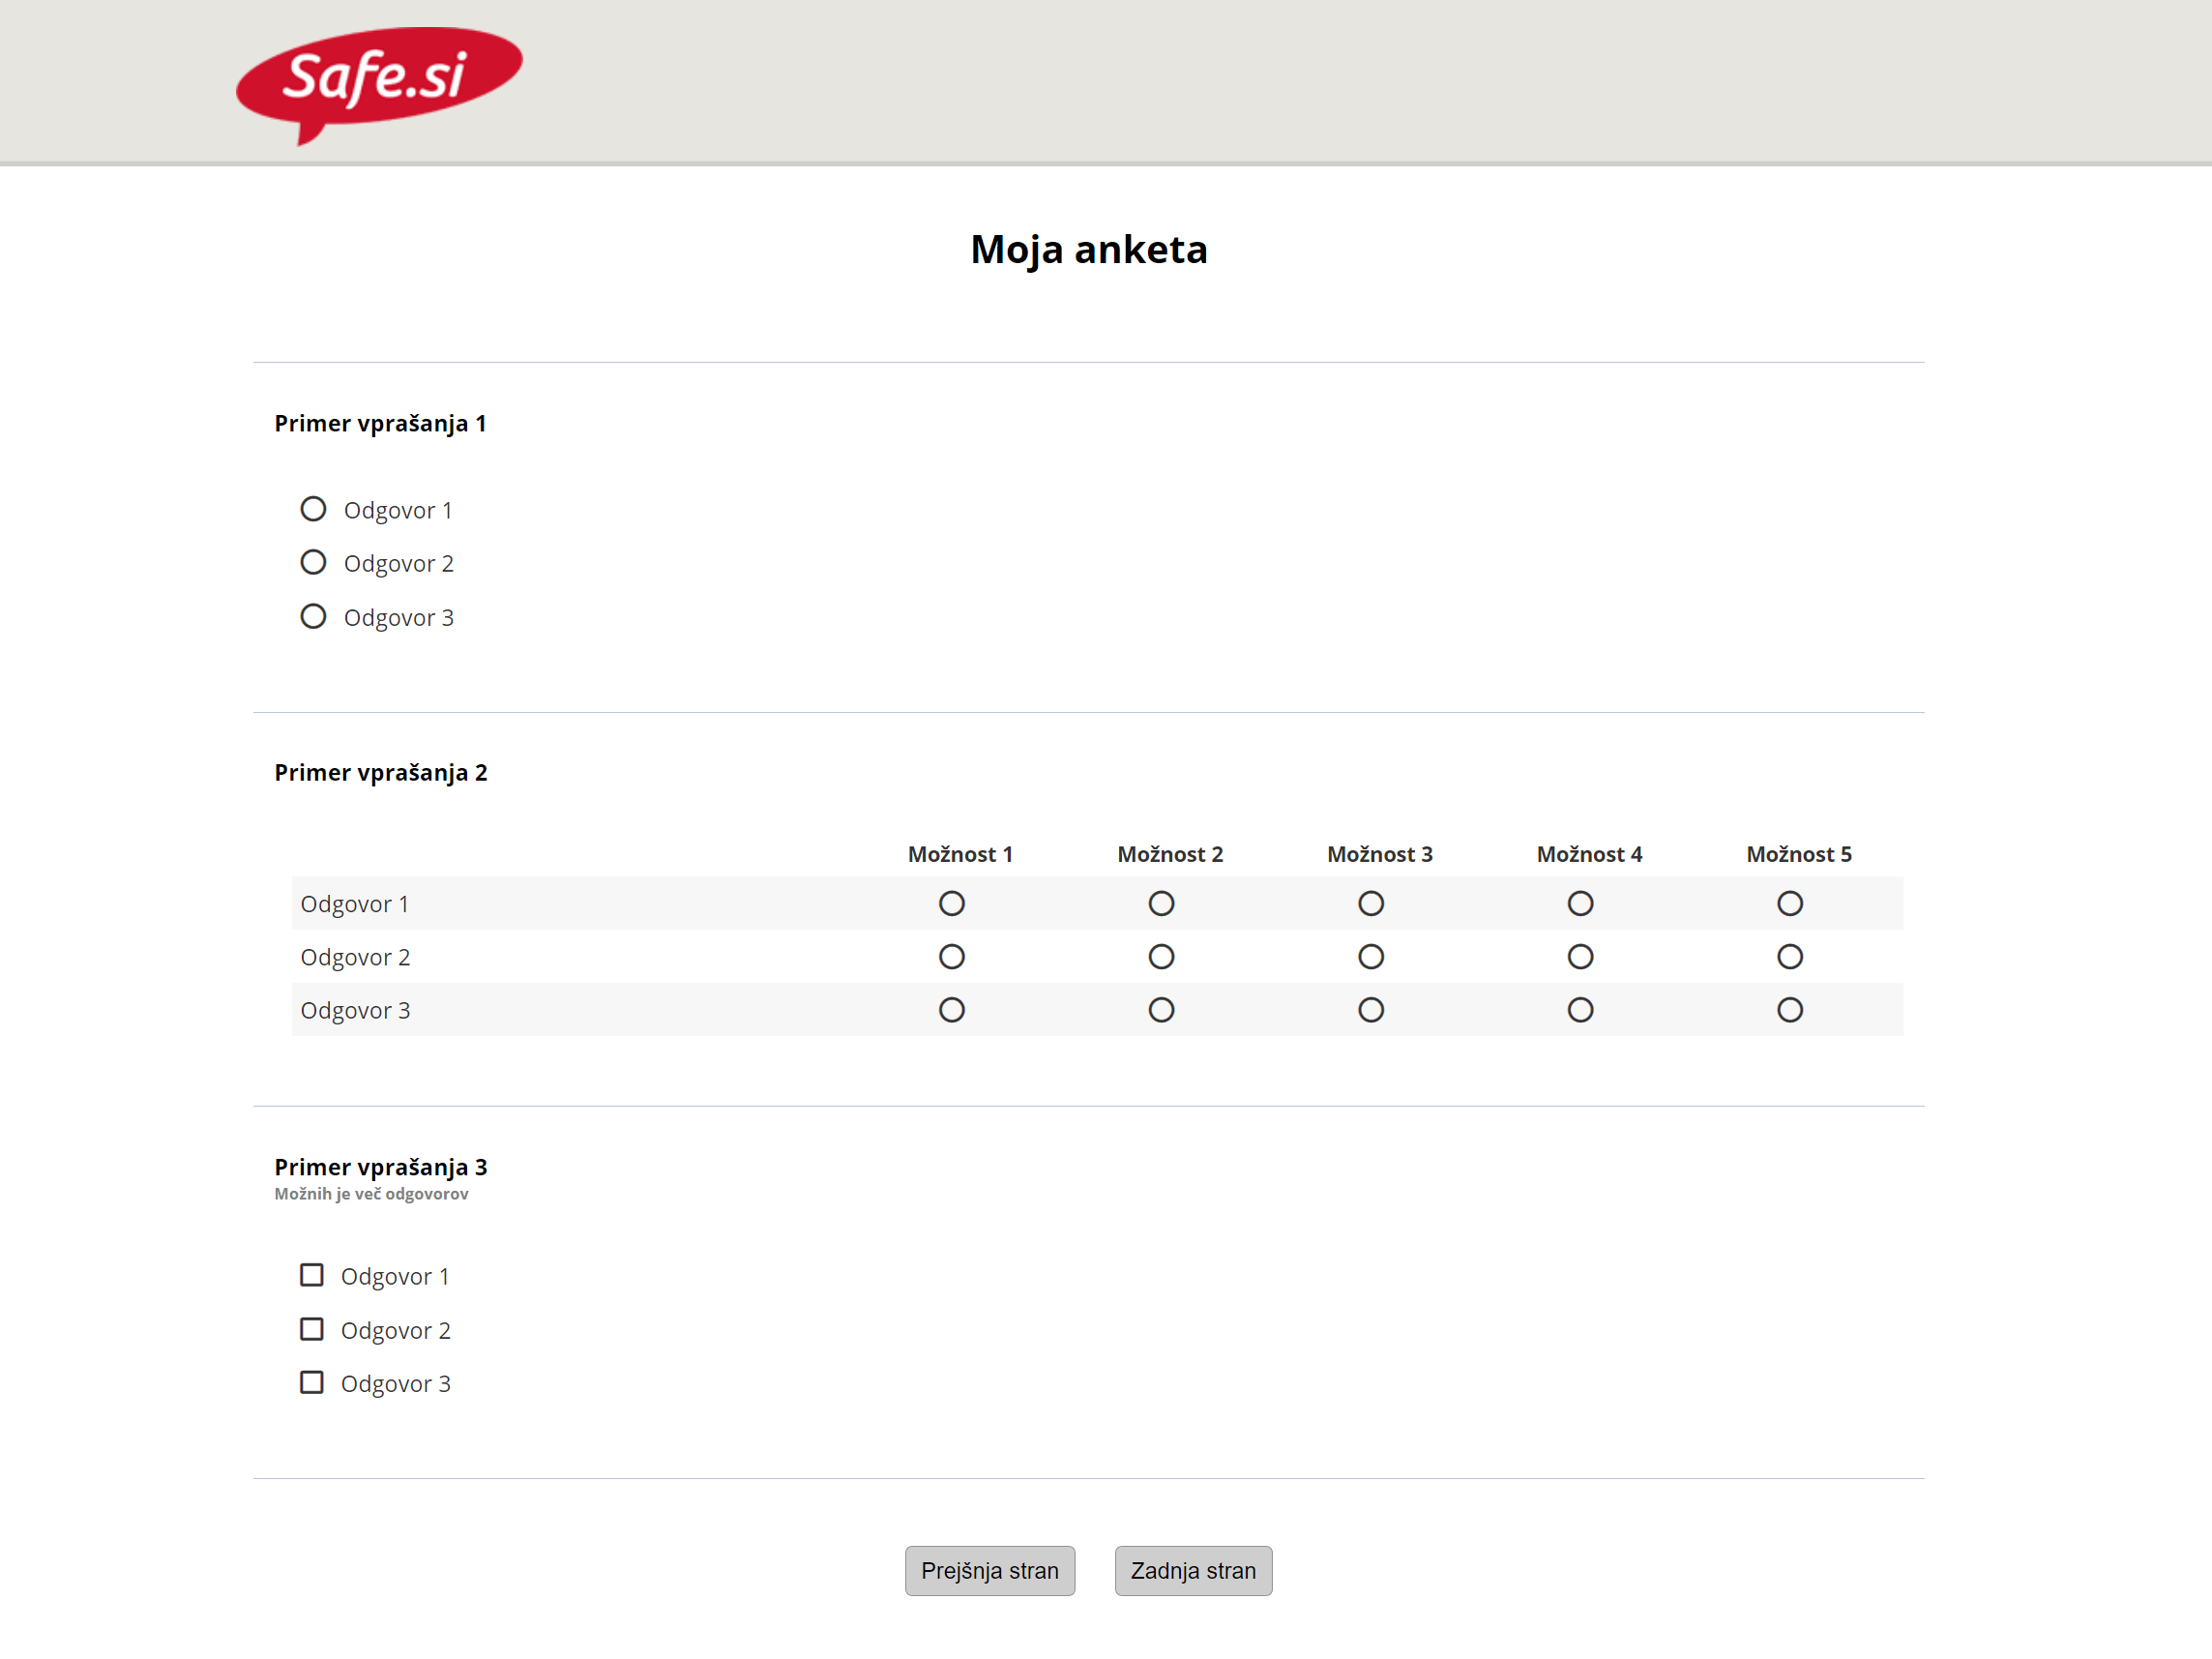 Safe.si
Moja anketa
Primer vprašanja 1
Odgovor 1
Odgovor 2
Odgovor 3
Primer vprašanja 2
Možnost 1 Možnost 2 Možnost 3 Možnost 4 Možnost 5
Odgovor 1
Odgovor 2
Odgovor 3
Primer vprašanja 3
Možnih je več odgovorov
Odgovor 1
Odgovor 2
Odgovor 3
Prejšnja stran Zadnja stran